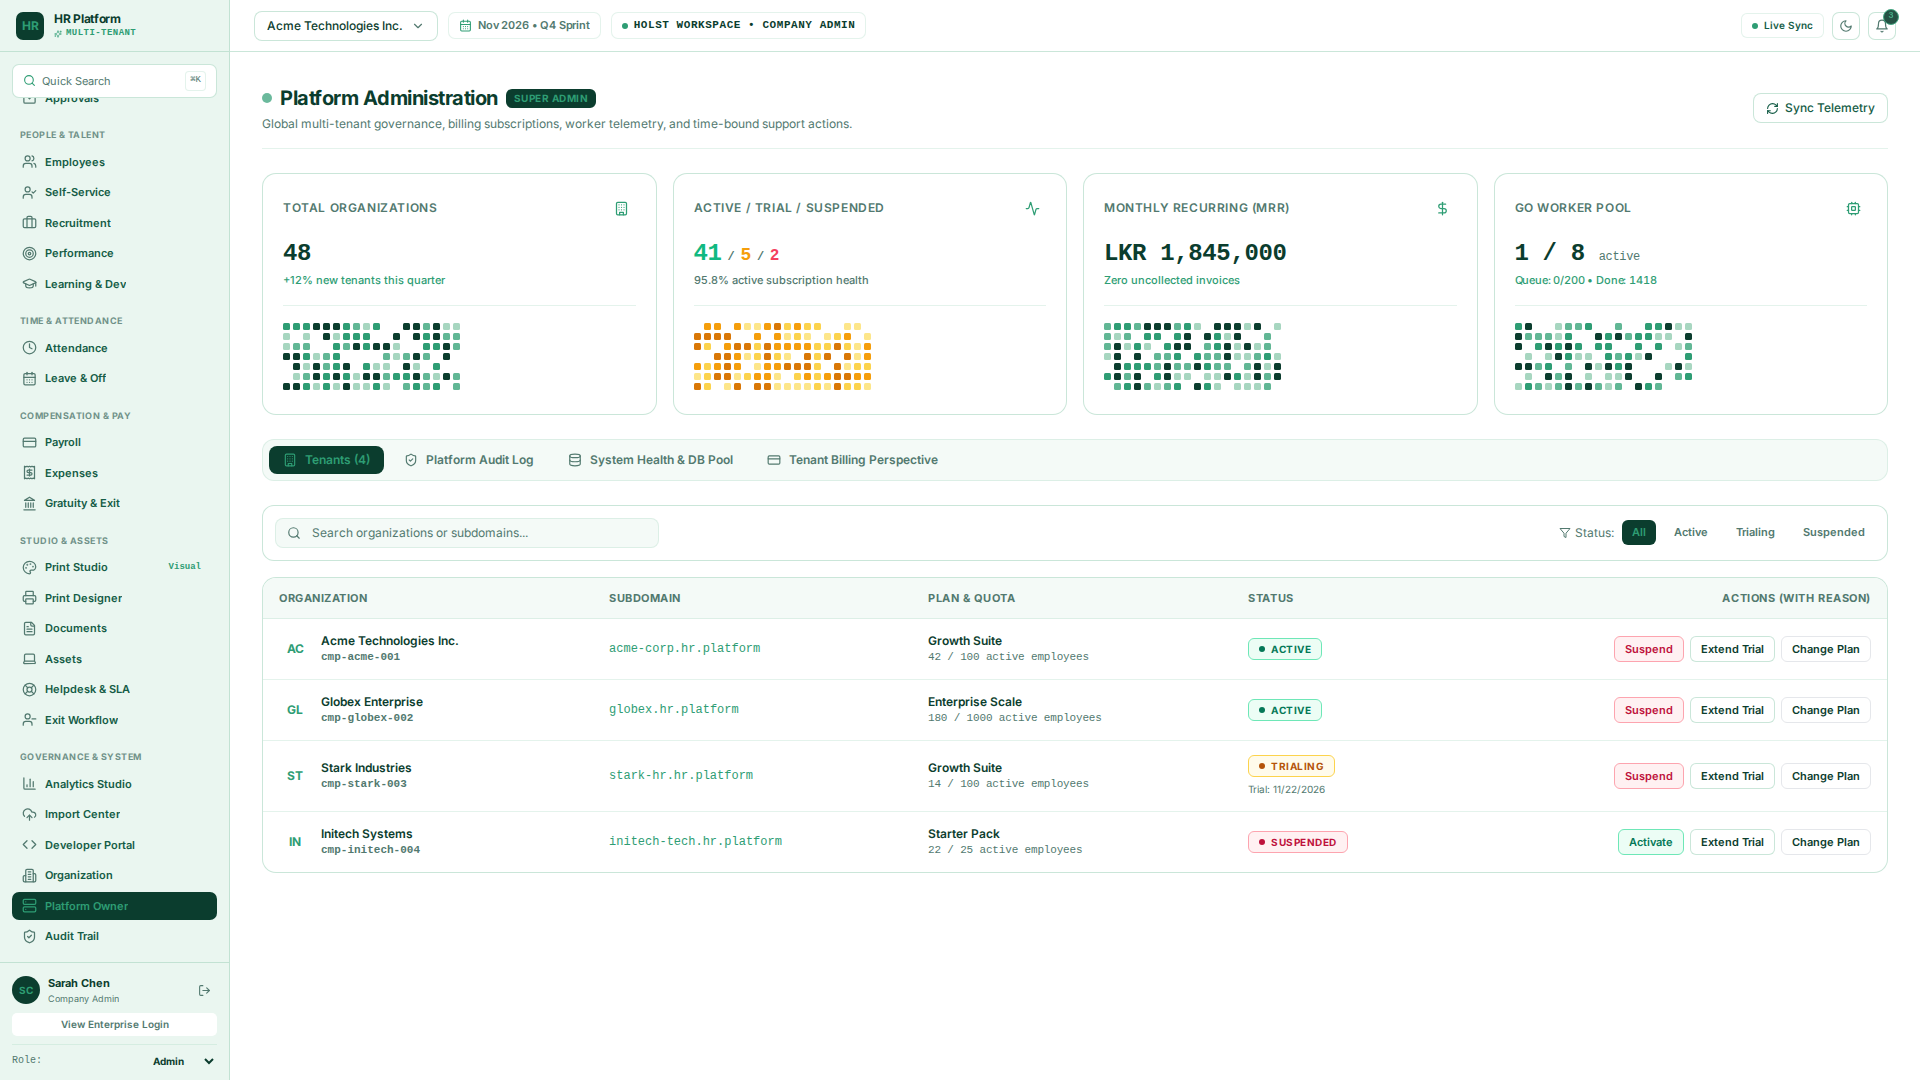 HR
HR Platform
MULTI-TENANT
Quick Search
⌘K
Approvals
PEOPLE & TALENT
Employees
Self-Service
Recruitment
Performance
Learning & Dev
TIME & ATTENDANCE
Attendance
Leave & Off
COMPENSATION & PAY
Payroll
Expenses
Gratuity & Exit
STUDIO & ASSETS
Print Studio Visual
Print Designer
Documents
Assets
Helpdesk & SLA
Exit Workflow
GOVERNANCE & SYSTEM
Analytics Studio
Import Center
Developer Portal
Organization
Platform Owner
Audit Trail
SC
Sarah Chen
Company Admin
View Enterprise Login
Role: Admin
Acme Technologies Inc.
Nov 2026 • Q4 Sprint
HOLST WORKSPACE • COMPANY ADMIN
Live Sync
3
Platform Administration SUPER ADMIN
Global multi-tenant governance, billing subscriptions, worker telemetry, and time-bound support actions.
Sync Telemetry
TOTAL ORGANIZATIONS
48
+12% new tenants this quarter
ACTIVE / TRIAL / SUSPENDED
41 / 5 / 2
95.8% active subscription health
MONTHLY RECURRING (MRR)
LKR 1,845,000
Zero uncollected invoices
GO WORKER POOL
1 / 8 active
Queue: 0/200 • Done: 1418
Tenants (4)
Platform Audit Log
System Health & DB Pool
Tenant Billing Perspective
Search organizations or subdomains...
Status: All Active Trialing Suspended
ORGANIZATION SUBDOMAIN PLAN & QUOTA STATUS ACTIONS (WITH REASON)
AC Acme Technologies Inc. acme-corp.hr.platform Growth Suite ACTIVE Suspend Extend Trial Change Plan
cmp-acme-001 42 / 100 active employees
GL Globex Enterprise globex.hr.platform Enterprise Scale ACTIVE Suspend Extend Trial Change Plan
cmp-globex-002 180 / 1000 active employees
ST Stark Industries stark-hr.hr.platform Growth Suite TRIALING Suspend Extend Trial Change Plan
cmp-stark-003 14 / 100 active employees Trial: 11/22/2026
IN Initech Systems initech-tech.hr.platform Starter Pack SUSPENDED Activate Extend Trial Change Plan
cmp-initech-004 22 / 25 active employees